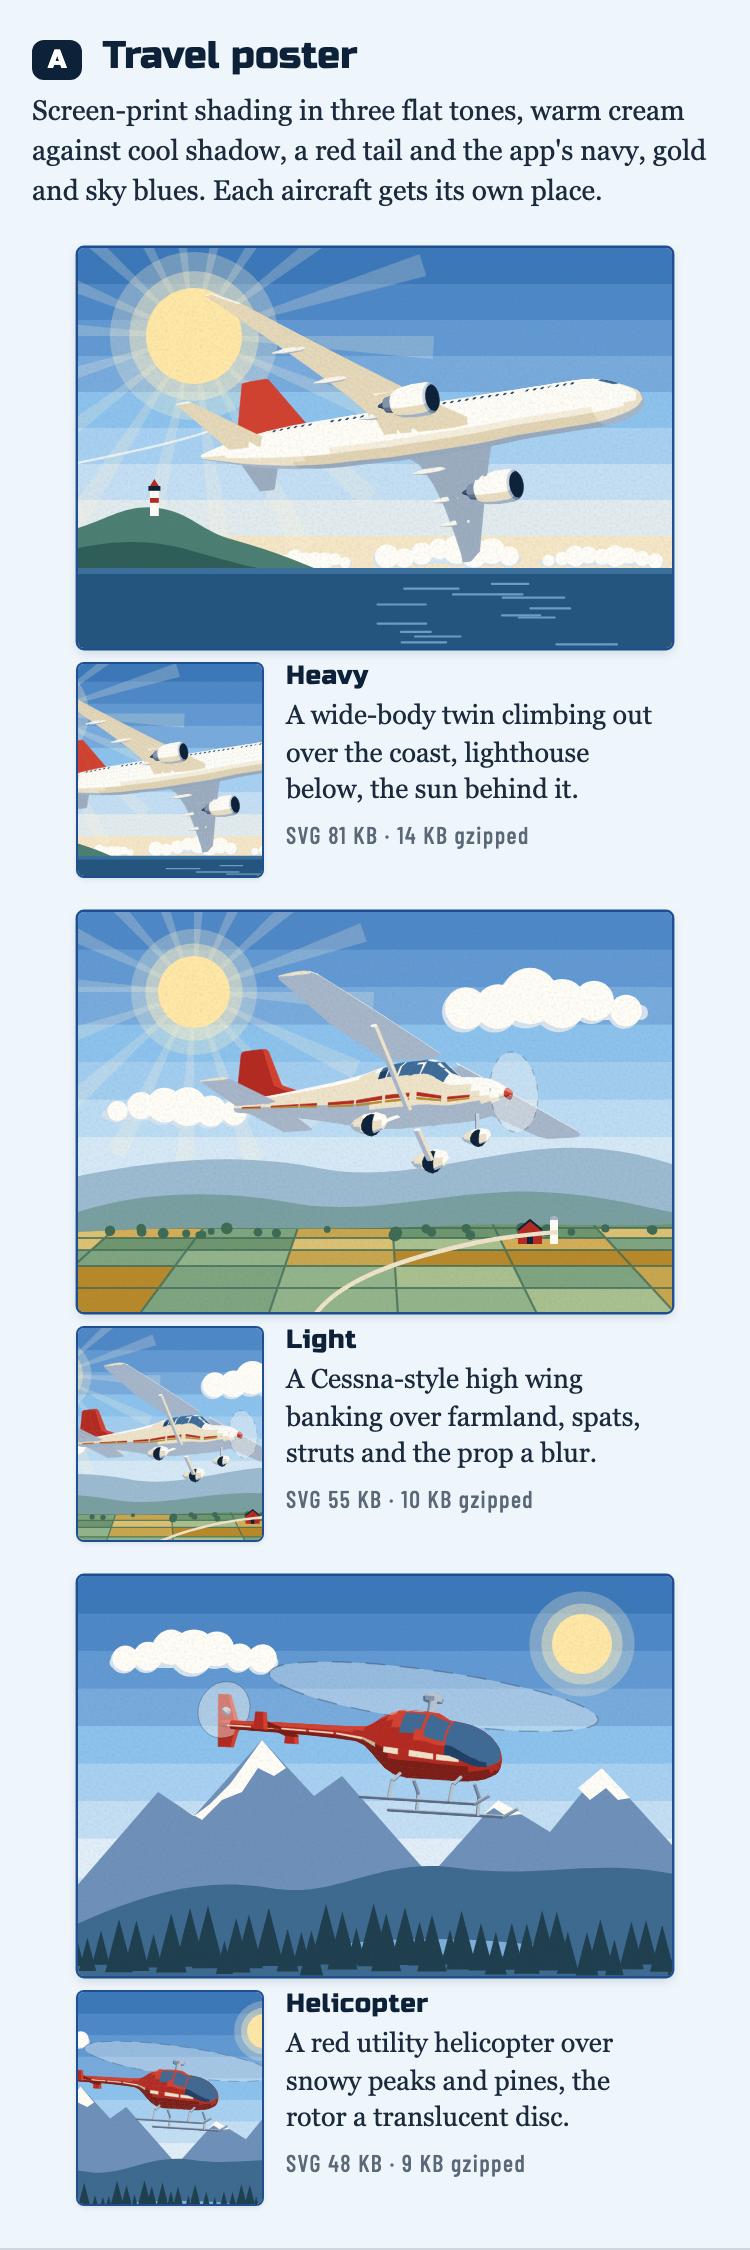 A Travel poster
Screen-print shading in three flat tones, warm cream
against cool shadow, a red tail and the app's navy, gold
and sky blues. Each aircraft gets its own place.
Heavy
A wide-body twin climbing out
over the coast, lighthouse
below, the sun behind it.
SVG 81 KB · 14 KB gzipped
Light
A Cessna-style high wing
banking over farmland, spats,
struts and the prop a blur.
SVG 55 KB · 10 KB gzipped
Helicopter
A red utility helicopter over
snowy peaks and pines, the
rotor a translucent disc.
SVG 48 KB · 9 KB gzipped